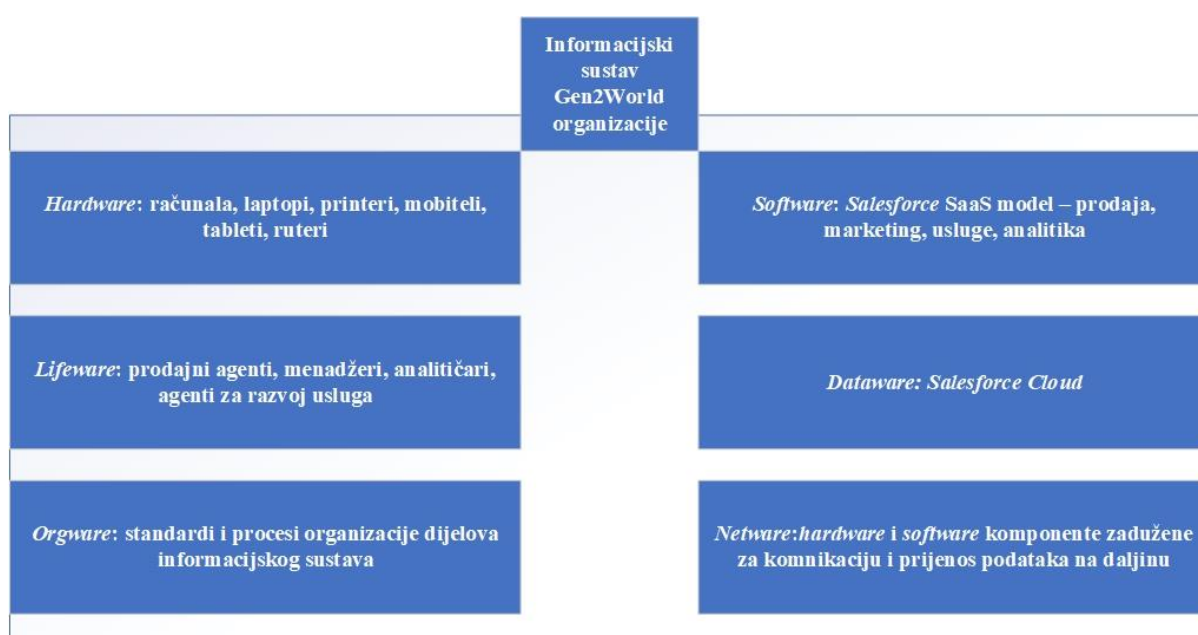 Informacijski
sustav
Gen2World
organizacije
Hardware: računala, laptopi, printeri, mobiteli,
tableti, ruteri
Software: Salesforce SaaS model – prodaja,
marketing, usluge, analitika
Lifeware: prodajni agenti, menadžeri, analitičari,
agenti za razvoj usluga
Dataware: Salesforce Cloud
Orgware: standardi i procesi organizacije dijelova
informacijskog sustava
Netware:hardware i software komponente zadužene
za komnikaciju i prijenos podataka na daljinu